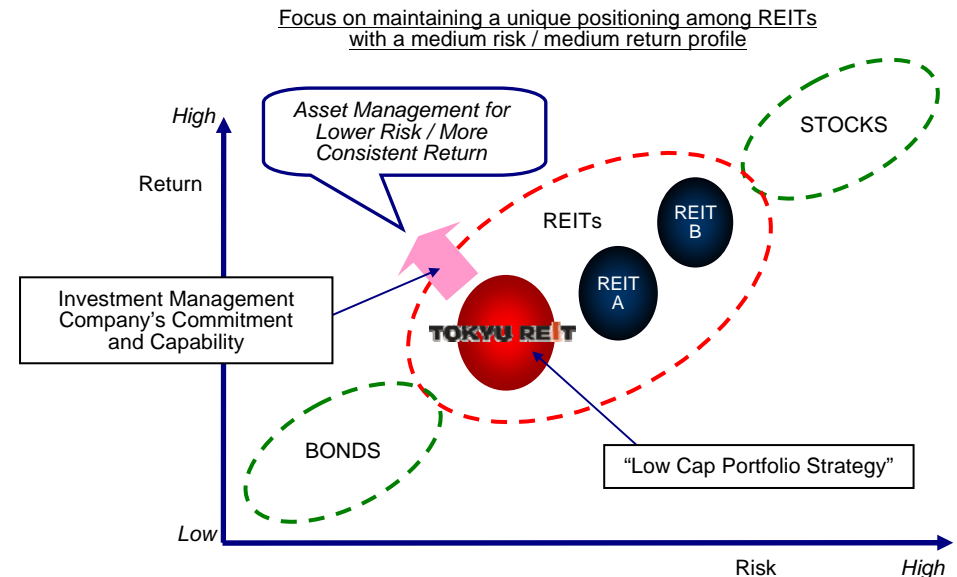 Focus on maintaining a unique positioning among REITs
with a medium risk / medium return profile
High
Asset Management for
Lower Risk / More
Consistent Return
STOCKS
Return
REITs
REIT
B
REIT
A
Investment Management
Company’s Commitment
and Capability
TOKYU REIT
BONDS
“Low Cap Portfolio Strategy”
Low
Risk
High